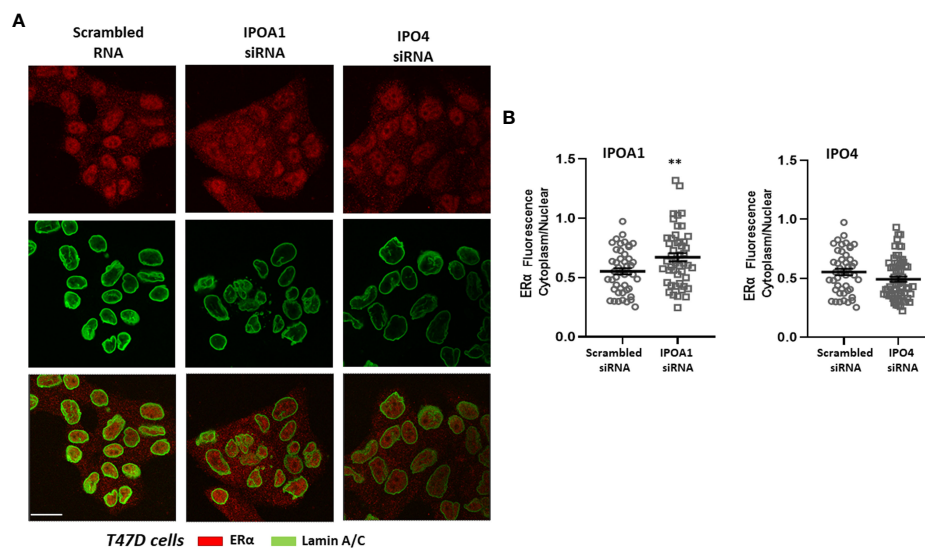 A
Scrambled
RNA
IPOA1
siRNA
IPO4
siRNA
T47D cells
ERα
Lamin A/C
B
IPOA1
**
ERα Fluorescence
Cytoplasm/Nuclear
1.5
1.0
0.5
0.0
Scrambled
siRNA
IPOA1
siRNA
IPO4
ERα Fluorescence
Cytoplasm/Nuclear
1.5
1.0
0.5
0.0
Scrambled
siRNA
IPO4
siRNA